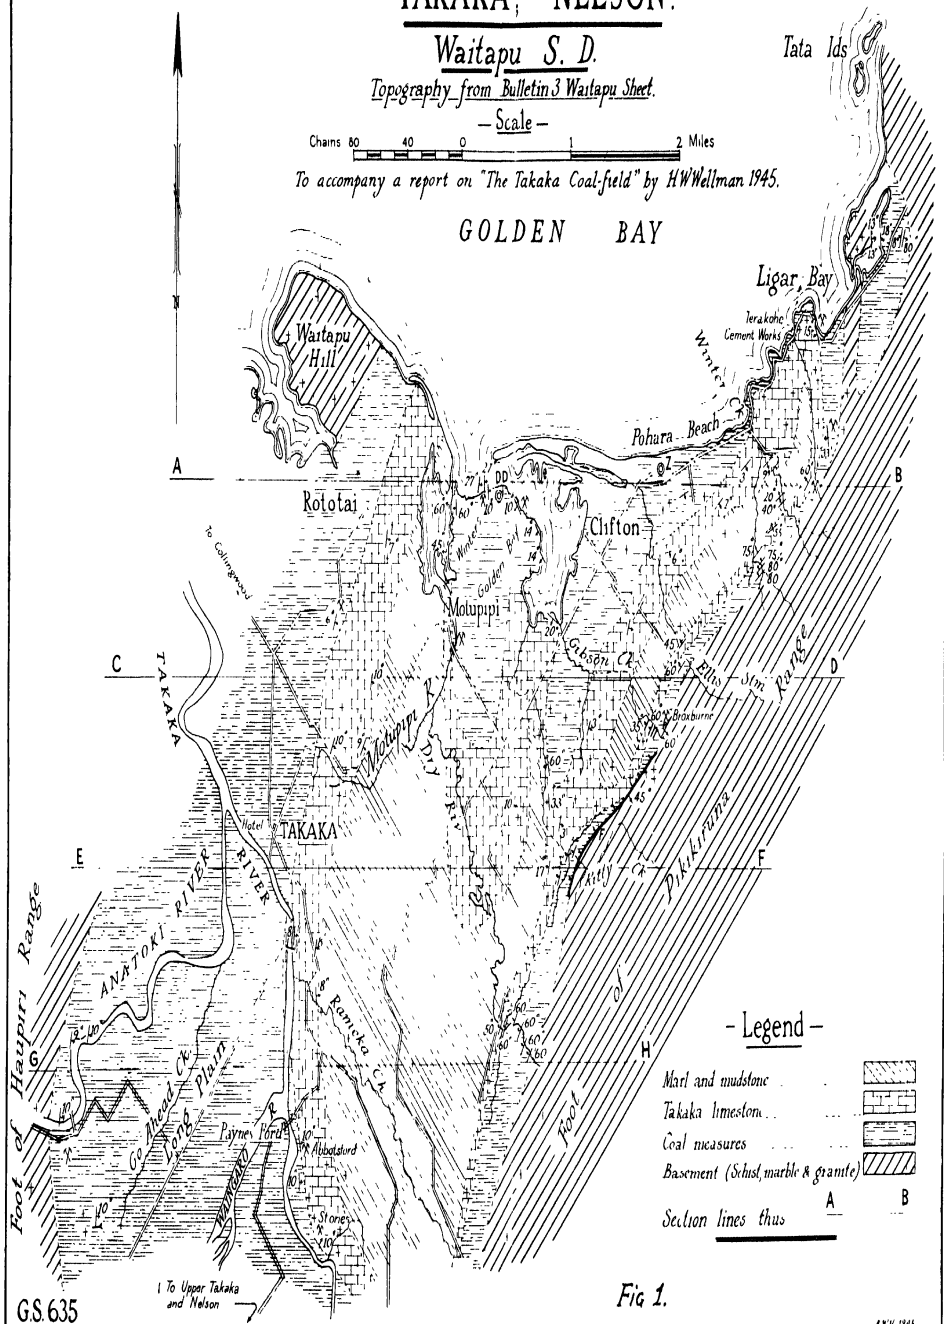 TAKAKA, NELSON.
Waitapu S. D.
Topography from Bulletin 3 Waitapu Sheet.
— Scale —
Chains 80 40 0 1 2 Miles
To accompany a report on "The Takaka Coal-field" by H W Wellman 1945.
Tata Ids
GOLDEN BAY
Ligar Bay
N
Waitapu
Hill
Terakohe
Cement Works
Winter Ck
Pohura Beach
A
B
Rototai
DD
Z
Clifton
To Collingwood
Winter
Golden Bay
Motupipi
Gibson Ck
C
D
TAKAKA
RIVER
Ellis Stm
Range
Broxburne
Motupipi R
Dry Riv
Hotel
TAKAKA
E
F
Kitty Ck
Pikikiruna
of
Foot
ANATOKI RIVER
Foot of Haupiri Range
Rameka Ck
G
H
Go Ahead Ck
Long Plain
Paynes Ford
Abbotsford
WAINGARO R
Stones
To Upper Takaka
and Nelson
— Legend —
Marl and mudstone
Takaka limestone
Coal measures
Basement (Schist, marble & granite)
Section lines thus A B
Fig 1.
G.S. 635